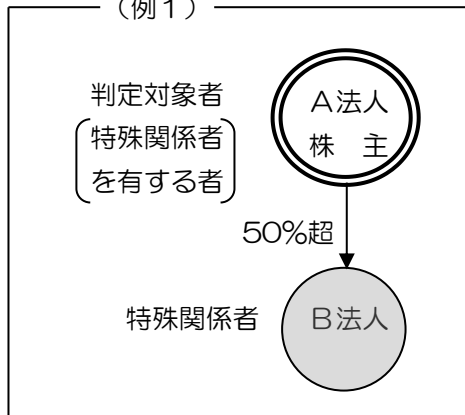 (例1)
判定対象者
特殊関係者
を有する者
A法人
株 主
50%超
特殊関係者
B法人